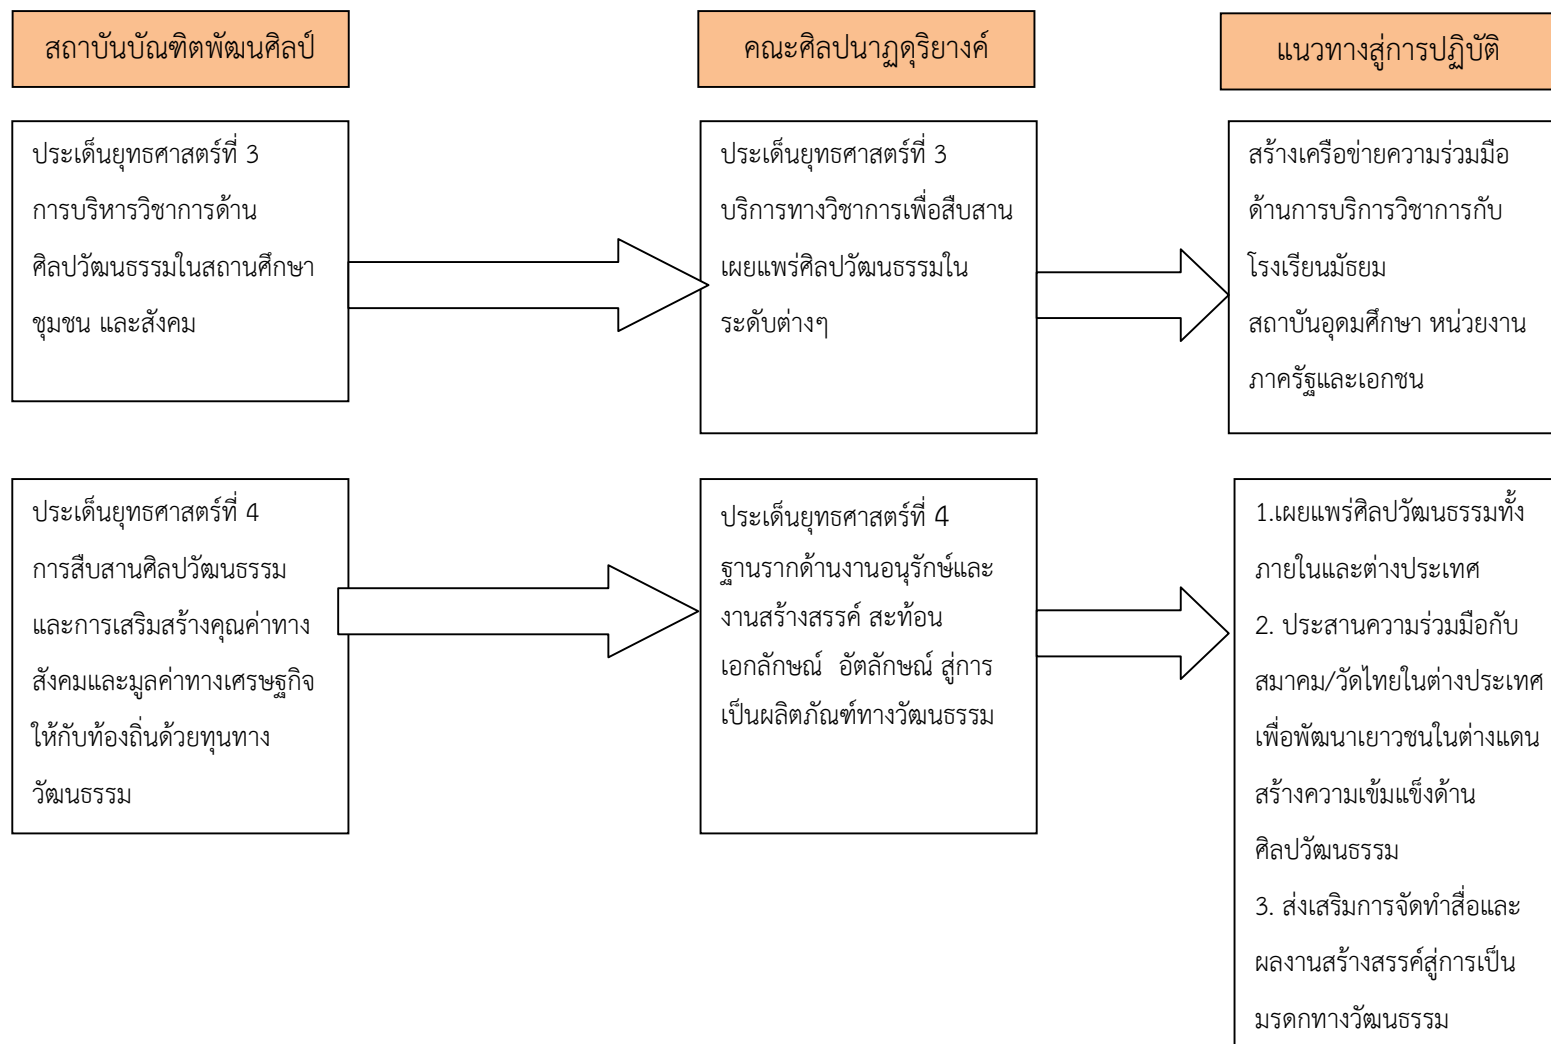 สถาบันบัณฑิตพัฒนศิลป์
คณะศิลปนาฏดุริยางค์
แนวทางสู่การปฏิบัติ
ประเด็นยุทธศาสตร์ที่ 3
การบริหารวิชาการด้าน
ศิลปวัฒนธรรมในสถานศึกษา
ชุมชน และสังคม
ประเด็นยุทธศาสตร์ที่ 3
บริการทางวิชาการเพื่อสืบสาน
เผยแพร่ศิลปวัฒนธรรมใน
ระดับต่างๆ
สร้างเครือข่ายความร่วมมือ
ด้านการบริการวิชาการกับ
โรงเรียนมัธยม
สถาบันอุดมศึกษา หน่วยงาน
ภาครัฐและเอกชน
ประเด็นยุทธศาสตร์ที่ 4
การสืบสานศิลปวัฒนธรรม
และการเสริมสร้างคุณค่าทาง
สังคมและมูลค่าทางเศรษฐกิจ
ให้กับท้องถิ่นด้วยทุนทาง
วัฒนธรรม
ประเด็นยุทธศาสตร์ที่ 4
ฐานรากด้านงานอนุรักษ์และ
งานสร้างสรรค์ สะท้อน
เอกลักษณ์  อัตลักษณ์ สู่การ
เป็นผลิตภัณฑ์ทางวัฒนธรรม
1.เผยแพร่ศิลปวัฒนธรรมทั้ง
ภายในและต่างประเทศ
2. ประสานความร่วมมือกับ
สมาคม/วัดไทยในต่างประเทศ
เพื่อพัฒนาเยาวชนในต่างแดน
สร้างความเข้มแข็งด้าน
ศิลปวัฒนธรรม
3. ส่งเสริมการจัดทำสื่อและ
ผลงานสร้างสรรค์สู่การเป็น
มรดกทางวัฒนธรรม